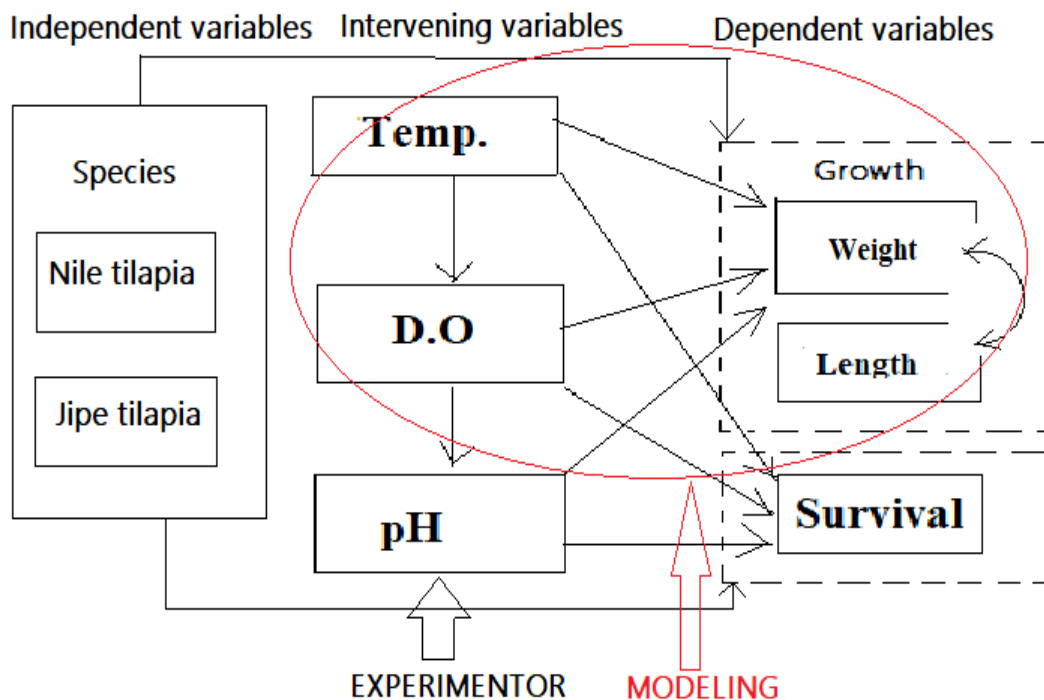 Independent variables
Intervening variables
Dependent variables
Species
Nile tilapia
Jipe tilapia
Temp.
D.O
pH
Growth
Weight
Length
Survival
EXPERIMENTOR
MODELING